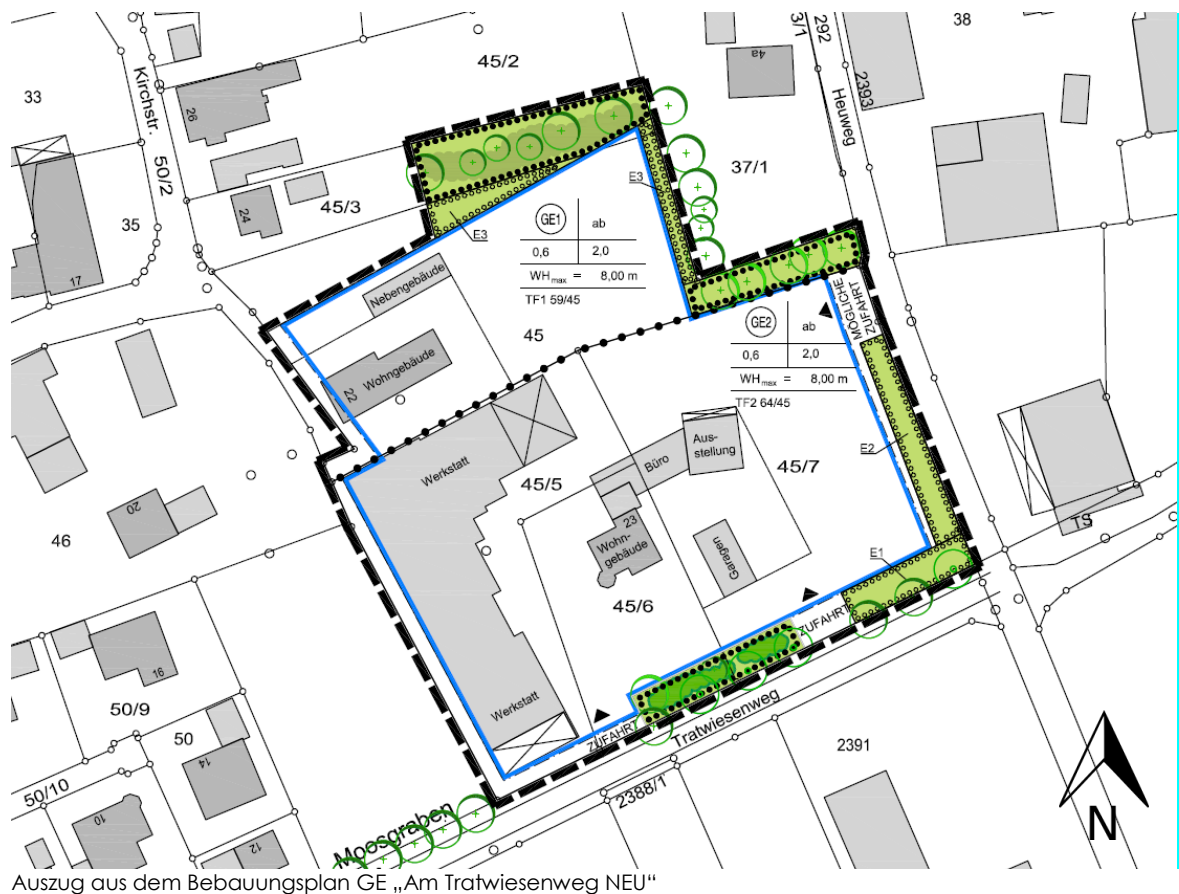 33
Kirchstr.
50/2
26
45/2
4a
3/1
292
Heuweg
2393
38
35
17
24
45/3
E3
E3
37/1
GE1
ab
0,6
2,0
WHmax = 8,00 m
TF1 59/45
Nebengebäude
45
Wohngebäude
22
GE2
ab
0,6
2,0
WHmax = 8,00 m
TF2 64/45
MÖGLICHE
ZUFAHRT
E2
Werkstatt
45/5
Büro
Aus-
stellung
45/7
46
20
23
Wohn-
gebäude
Garagen
45/6
E1
TS
ZUFAHRT
16
50/9
50
14
50/10
10
12
Werkstatt
ZUFAHRT
Tratwiesenweg
2388/1
2391
Moosgraben
N
Auszug aus dem Bebauungsplan GE „Am Tratwiesenweg NEU“